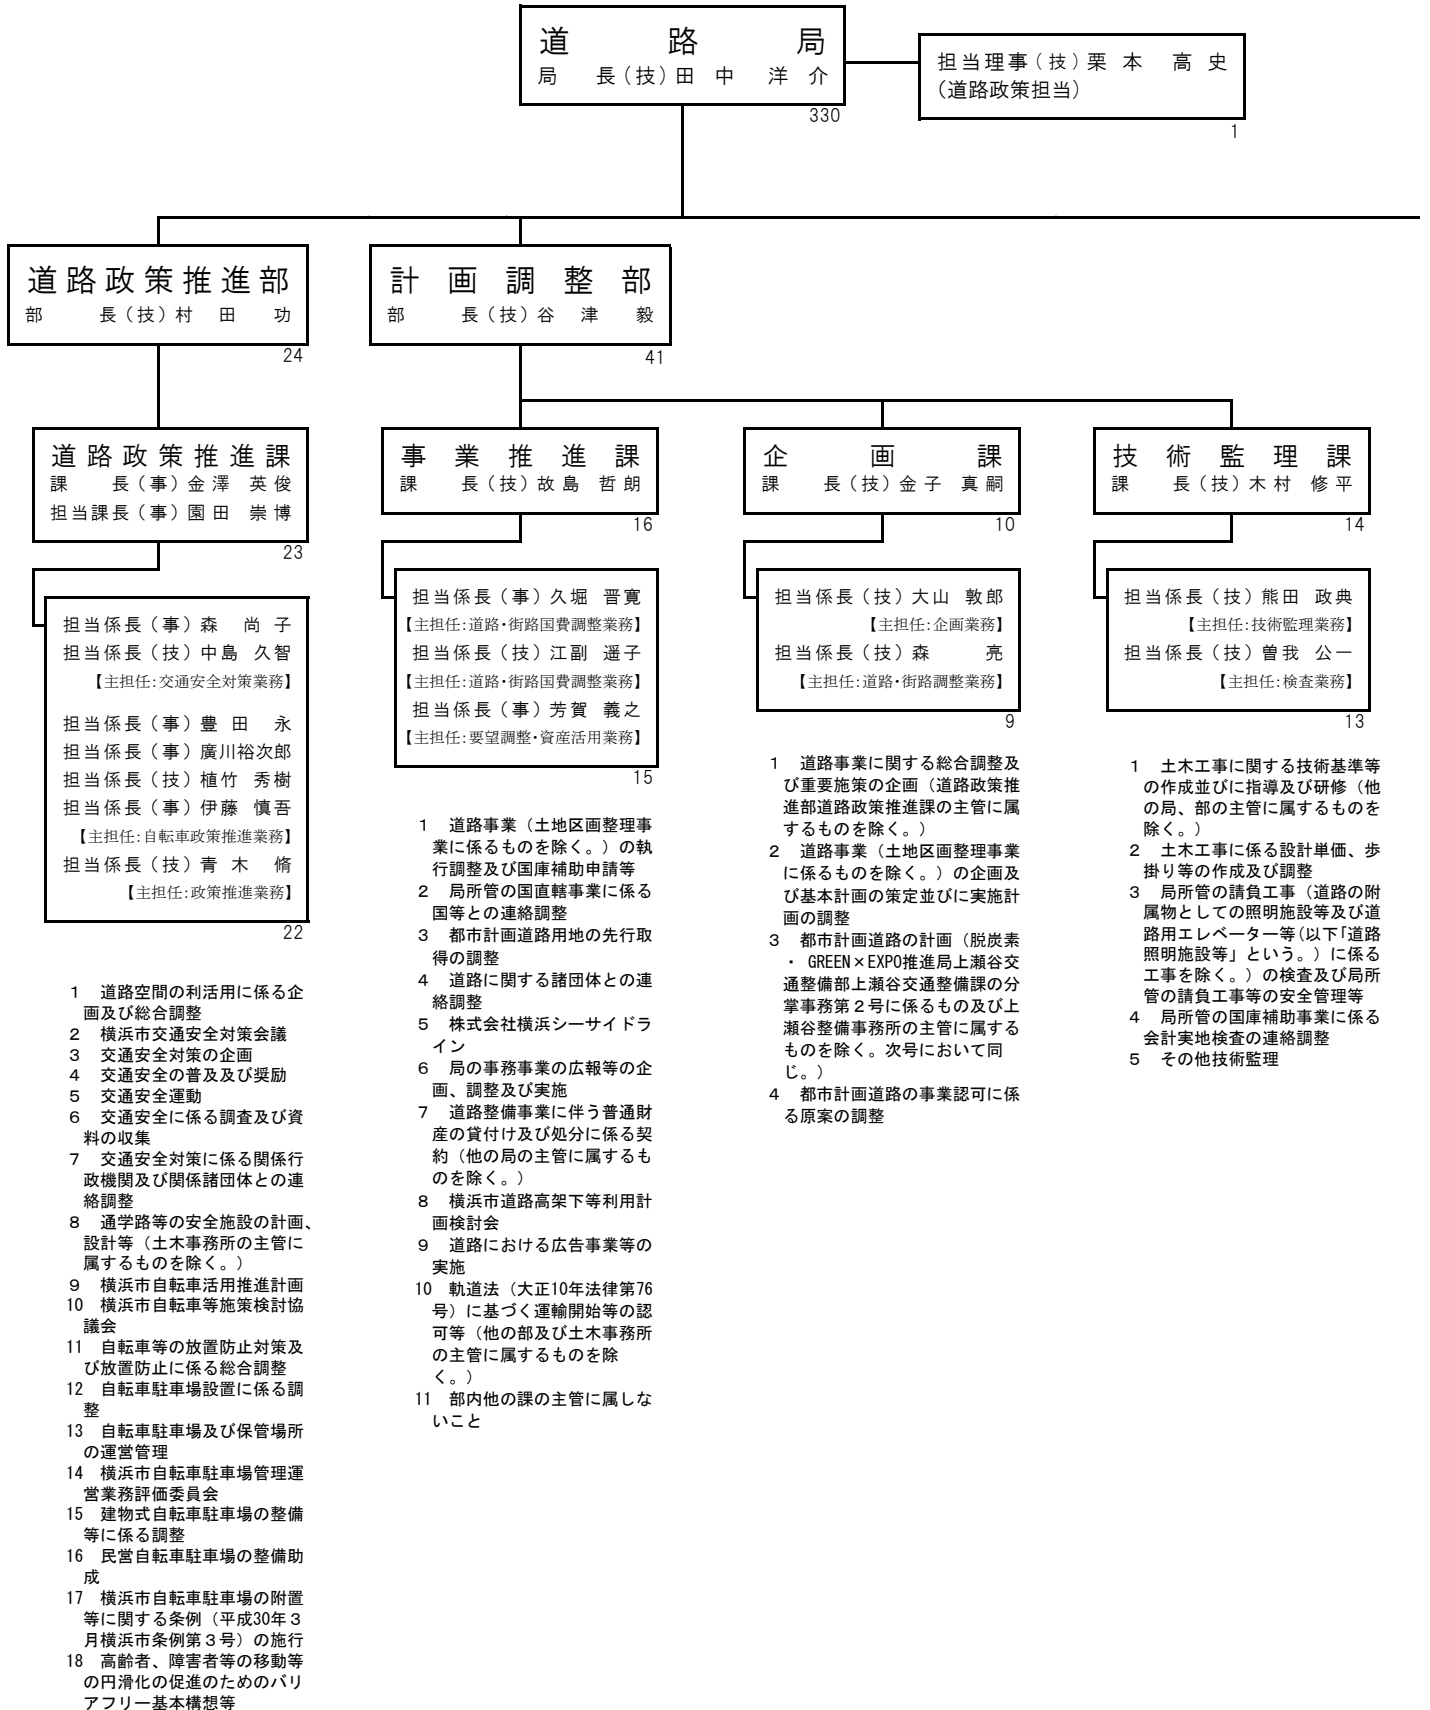 道路局
局長(技)田中洋介
330
担当理事(技)栗本高史
(道路政策担当)
1
道路政策推進部
部長(技)村田功
24
計画調整部
部長(技)谷津毅
41
道路政策推進課
課長(事)金澤英俊
担当課長(事)園田崇博
23
担当係長(事)森尚子
担当係長(技)中島久智
【主担任:交通安全対策業務】
担当係長(事)豊田永
担当係長(事)廣川裕次郎
担当係長(技)植竹秀樹
担当係長(事)伊藤慎吾
【主担任:自転車政策推進業務】
担当係長(技)青木脩
【主担任:政策推進業務】
22
1 道路空間の利活用に係る企
画及び総合調整
2 横浜市交通安全対策会議
3 交通安全対策の企画
4 交通安全の普及及び奨励
5 交通安全運動
6 交通安全に係る調査及び資
料の収集
7 交通安全対策に係る関係行
政機関及び関係諸団体との連
絡調整
8 通学路等の安全施設の計画、
設計等（土木事務所の主管に
属するものを除く。）
9 横浜市自転車活用推進計画
10 横浜市自転車等施策検討協
議会
11 自転車等の放置防止対策及
び放置防止に係る総合調整
12 自転車駐車場設置に係る調
整
13 自転車駐車場及び保管場所
の運営管理
14 横浜市自転車駐車場管理運
営業務評価委員会
15 建物式自転車駐車場の整備
等に係る調整
16 民営自転車駐車場の整備助
成
17 横浜市自転車駐車場の附置
等に関する条例（平成30年３
月横浜市条例第３号）の施行
18 高齢者、障害者等の移動等
の円滑化の促進のためのバリ
アフリー基本構想等
事業推進課
課長(技)故島哲朗
16
担当係長(事)久堀晋寛
【主担任:道路・街路国費調整業務】
担当係長(技)江副遥子
【主担任:道路・街路国費調整業務】
担当係長(事)芳賀義之
【主担任:要望調整・資産活用業務】
15
1 道路事業（土地区画整理事
業に係るものを除く。）の執
行調整及び国庫補助申請等
2 局所管の国直轄事業に係る
国等との連絡調整
3 都市計画道路用地の先行取
得の調整
4 道路に関する諸団体との連
絡調整
5 株式会社横浜シーサイドラ
イン
6 局の事務事業の広報等の企
画、調整及び実施
7 道路整備事業に伴う普通財
産の貸付け及び処分に係る契
約（他の局の主管に属するも
のを除く。）
8 横浜市道路高架下等利用計
画検討会
9 道路における広告事業等の
実施
10 軌道法（大正10年法律第76
号）に基づく運輸開始等の認
可等（他の部及び土木事務所
の主管に属するものを除
く。）
11 部内他の課の主管に属しな
いこと
企画課
課長(技)金子真嗣
10
担当係長(技)大山敦郎
【主担任:企画業務】
担当係長(技)森亮
【主担任:道路・街路調整業務】
9
1 道路事業に関する総合調整及
び重要施策の企画（道路政策推
進部道路政策推進課の主管に属
するものを除く。）
2 道路事業（土地区画整理事業
に係るものを除く。）の企画及
び基本計画の策定並びに実施計
画の調整
3 都市計画道路の計画（脱炭素
・GREEN×EXPO推進局上瀬谷交
通整備部上瀬谷交通整備課の分
掌事務第２号に係るもの及び上
瀬谷整備事務所の主管に属する
ものを除く。次号において同
じ。）
4 都市計画道路の事業認可に係
る原案の調整
技術監理課
課長(技)木村修平
14
担当係長(技)熊田政典
【主担任:技術監理業務】
担当係長(技)曽我公一
【主担任:検査業務】
13
1 土木工事に関する技術基準等
の作成並びに指導及び研修（他
の局、部の主管に属するものを
除く。）
2 土木工事に係る設計単価、歩
掛り等の作成及び調整
3 局所管の請負工事（道路の附
属物としての照明施設等及び道
路用エレベーター等(以下｢道路
照明施設等」という。）に係る
工事を除く。）の検査及び局所
管の請負工事等の安全管理等
4 局所管の国庫補助事業に係る
会計実地検査の連絡調整
5 その他技術監理